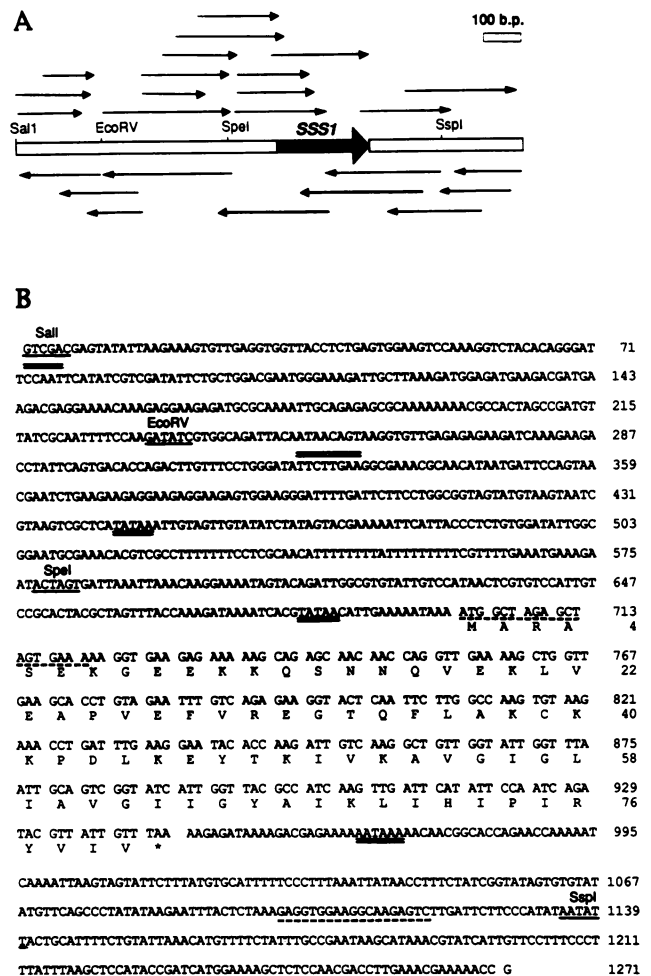 A
100 b.p.
Sal1 EcoRV SpeI SSS1 SspI
B
SalI
GTCGACGAGTATATTAAGAAAGTGTTGAGGTGGTTACCTCTGAGTGGAAGTCCAAAGGTCTACACAGGGAT 71
TCCAATTCATATCGTCGATATTCTGCTGGACGAATGGGAAAGATTGCTTAAAGATGGAGATGAAGACGATGA 143
AGACGAGGAAAACAAAGAGGAAGAGATGCGCAAAATTGCAGAGAGCGCAAAAAAAACGCCACTAGCCGATGT 215
EcoRV
TATCGCAATTTTCCAAGATATCGTGGCAGATTACAATAACAGTAAGGTGTTGAGAGAGAAGATCAAAGAAGA 287
CCTATTCAGTGACACCAGACTTGTTTCCTGGGATATTCTTGAAGGCGAAACGCAACATAATGATTCCAGTAA 359
CGAATCTGAAGAAGAGGAAGAGGAAGAGTGGAAGGGATTTTGATTCTTCCTGGCGGTAGTATGTAAGTAATC 431
GTAAGTCGCTCATATAAATTGTAGTTGTATATCTATAGTACGAAAAATTCATTACCCTCTGTGGATATTGGC 503
GGAATGCGAAACACGTCGCCTTTTTTTCCTCGCAACATTTTTTTTATTTTTTTTTTCGTTTTGAAATGAAAGA 575
SpeI
ATACTAGTGATTAAATTAAACAAGGAAAATAGTACAGATTGGCGTGTATTGTCCATAACTCGTGTCCATTGT 647
CCGCACTACGCTAGTTTACCAAAGATAAAATCACGTATAACATTGAAAAATAAA ATG GCT AGA GCT 713
M A R A 4
AGT GAA AAA GGT GAA GAG AAA AAG CAG AGC AAC AAC CAG GTT GAA AAG CTG GTT 767
S E K G E E K K Q S N N Q V E K L V 22
GAA GCA CCT GTA GAA TTT GTC AGA GAA GGT ACT CAA TTC TTG GCC AAG TGT AAG 821
E A P V E F V R E G T Q F L A K C K 40
AAA CCT GAT TTG AAG GAA TAC ACC AAG ATT GTC AAG GCT GTT GGT ATT GGT TTA 875
K P D L K E Y T K I V K A V G I G L 58
ATT GCA GTC GGT ATC ATT GGT TAC GCC ATC AAG TTG ATT CAT ATT CCA ATC AGA 929
I A V G I I G Y A I K L I H I P I R 76
TAC GTT ATT GTT TAA AAGAGATAAAAGACGAGAAAAAATAAAAACAACGGCACCAGAACCAAAAAT 995
Y V I V *
CAAAATTAAGTAGTATTCTTTATGTGCATTTTTCCCTTTAAATTATAACCTTTCTATCGGTATAGTGTGTAT 1067
ATGTTCAGCCCTATATAAGAATTTACTCTAAAGAGGTGGAAGGCAAGAGTCTTGATTCTTCCCATATAATAT 1139
SspI
TACTGCATTTTCTGTATTAAACATGTTTTCTATTTGCCGAATAAGCATAAACGTATCATTGTTCCTTTCCCT 1211
TTATTTAAGCTCCATACCGATCATGGAAAAGCTCTCCAACGACCTTGAAACGAAAAACC G 1271